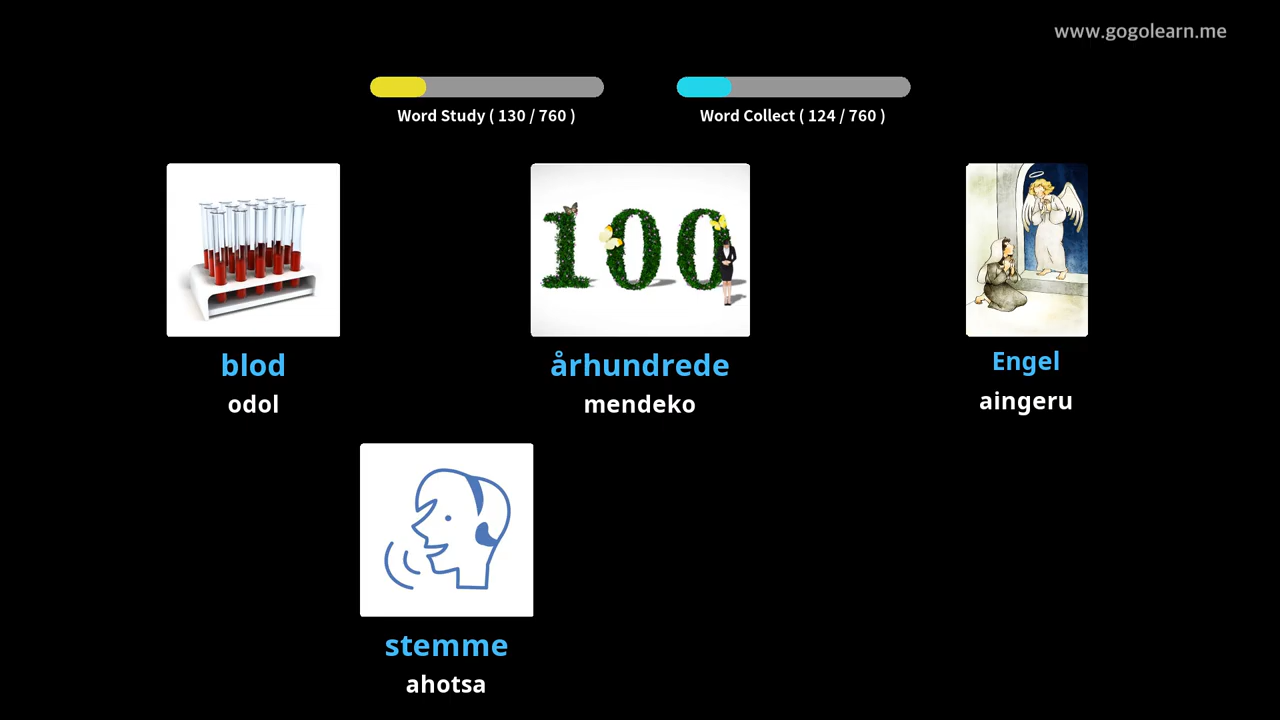 www.gogolearn.me
Word Study ( 130 / 760 )
Word Collect ( 124 / 760 )
100
blod
odol
århundrede
mendeko
Engel
aingeru
stemme
ahotsa